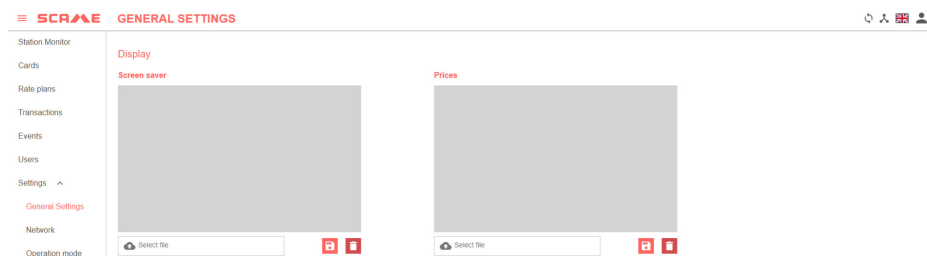 SCAME GENERAL SETTINGS
Station Monitor
Cards
Rate plans
Transactions
Events
Users
Settings
General Settings
Network
Operation mode
Display
Screen saver
Prices
Select file
Select file